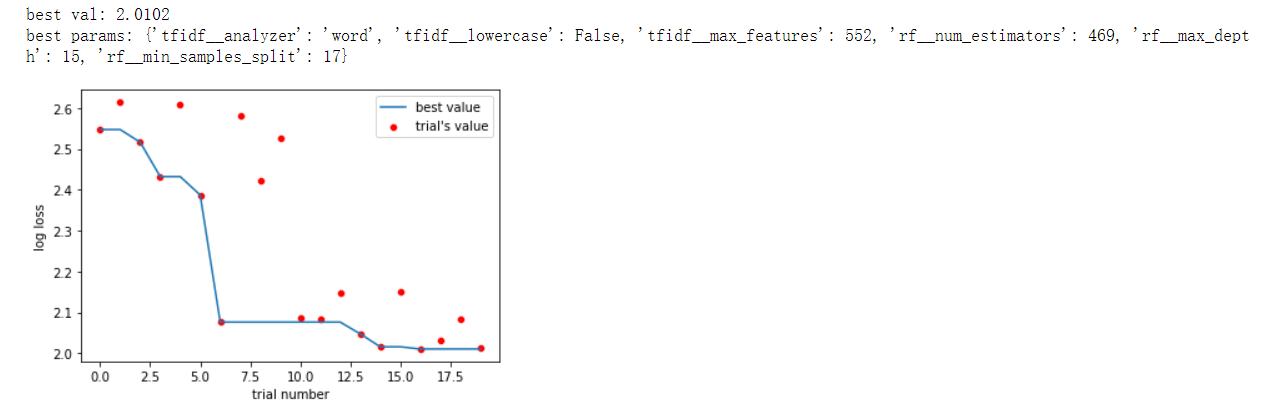 best val: 2.0102
best params: {'tfidf__analyzer': 'word', 'tfidf__lowercase': False, 'tfidf__max_features': 552, 'rf__num_estimators': 469, 'rf__max_dept
h': 15, 'rf__min_samples_split': 17}
best value
trial's value
2.6
2.5
2.4
2.3
2.2
2.1
2.0
log loss
0.0 2.5 5.0 7.5 10.0 12.5 15.0 17.5
trial number